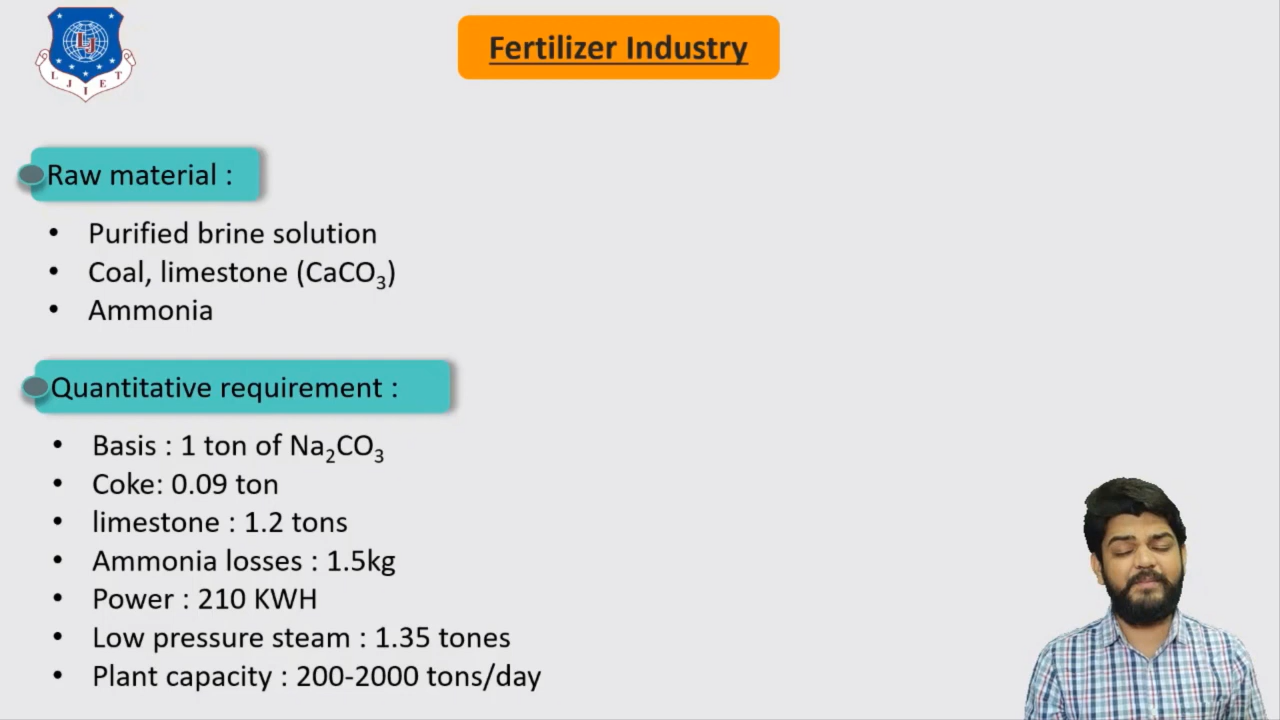 LJ
L J I E T
Fertilizer Industry
Raw material :
• Purified brine solution
• Coal, limestone (CaCO₃)
• Ammonia
Quantitative requirement :
• Basis : 1 ton of Na₂CO₃
• Coke: 0.09 ton
• limestone : 1.2 tons
• Ammonia losses : 1.5kg
• Power : 210 KWH
• Low pressure steam : 1.35 tones
• Plant capacity : 200-2000 tons/day